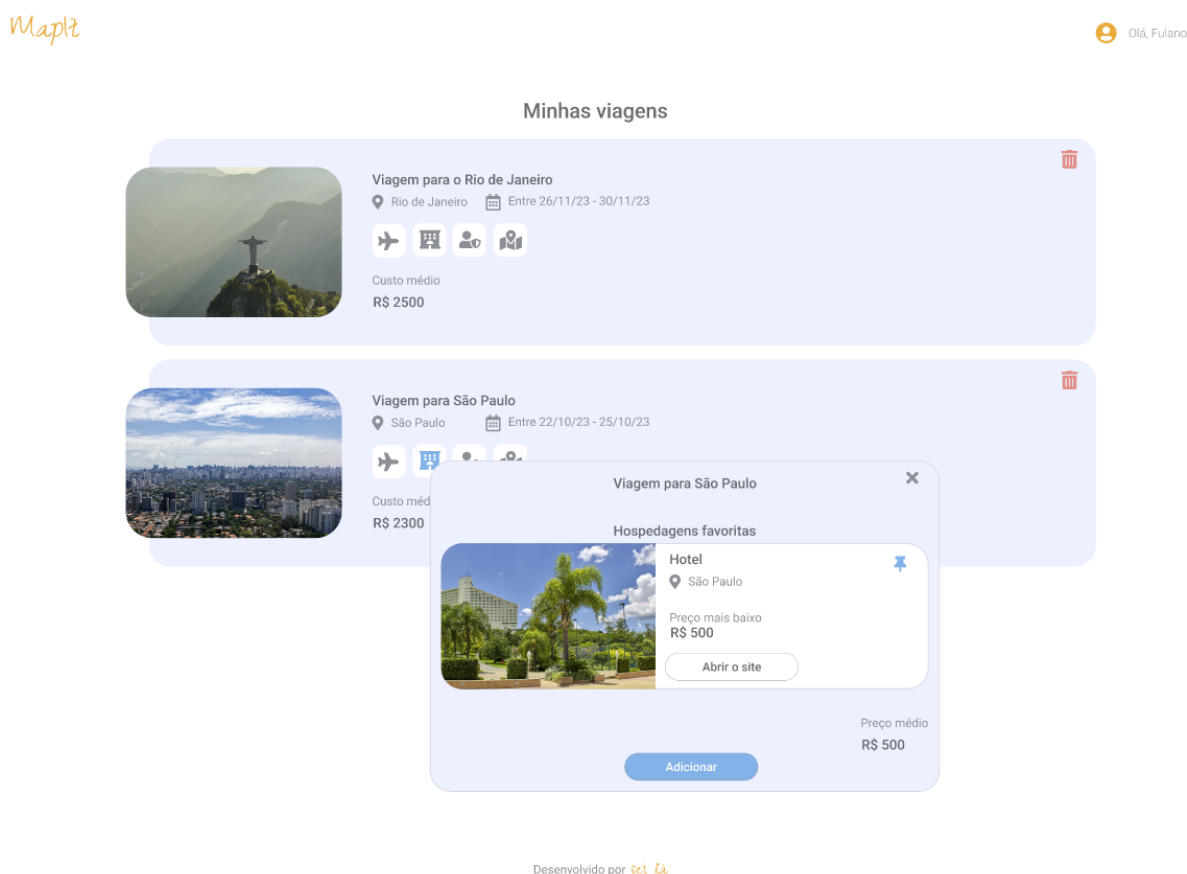 MapIt
Olá, Fulano
Minhas viagens
Viagem para o Rio de Janeiro
Rio de Janeiro Entre 26/11/23 - 30/11/23
Custo médio
R$ 2500
Viagem para São Paulo
São Paulo Entre 22/10/23 - 25/10/23
Custo méd
R$ 2300
Viagem para São Paulo
Hospedagens favoritas
Hotel
São Paulo
Preço mais baixo
R$ 500
Abrir o site
Preço médio
R$ 500
Adicionar
Desenvolvido por sei lá